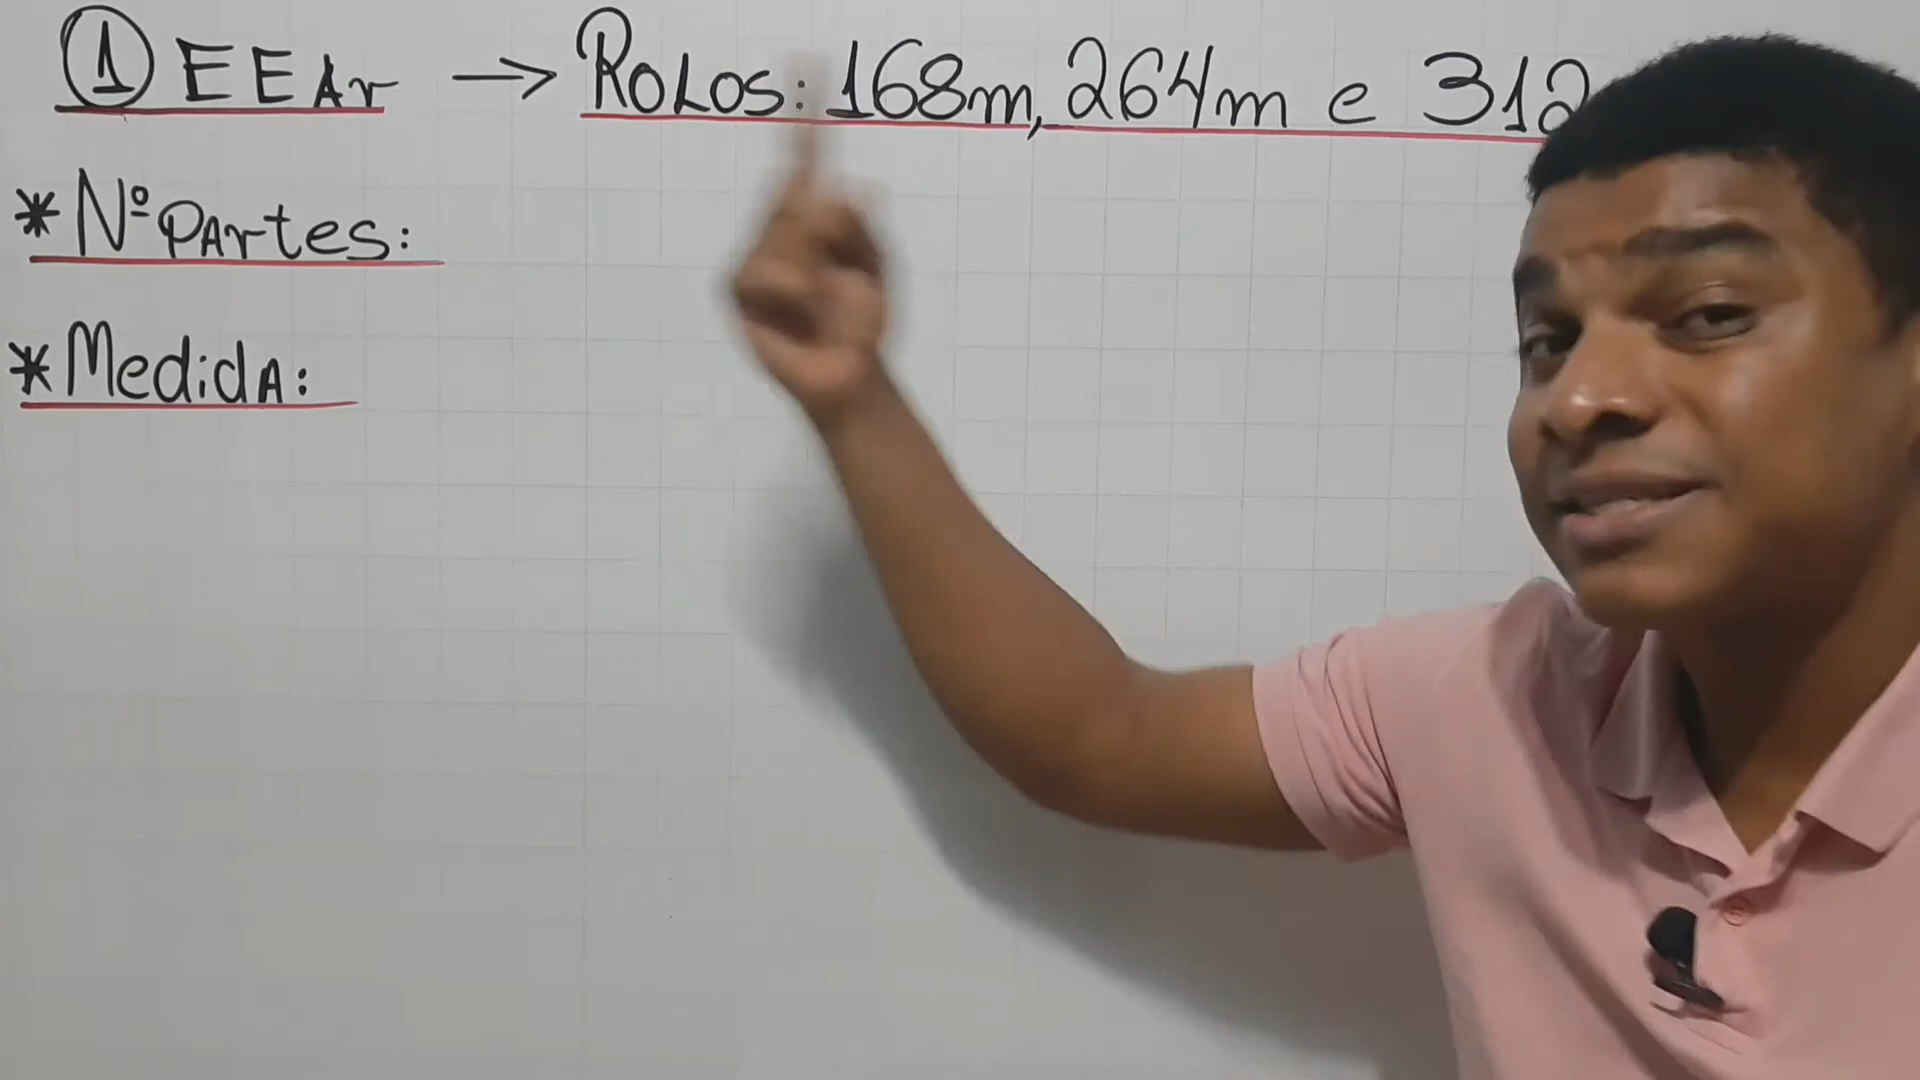 ① EEAr → Rolos: 168m, 264m e 312
* Nº Partes:
* Medida: